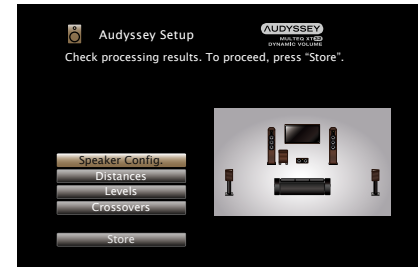 Audyssey Setup
AUDYSSEY
MULTEQ XT32
DYNAMIC VOLUME
Check processing results. To proceed, press “Store”.
Speaker Config.
Distances
Levels
Crossovers
Store